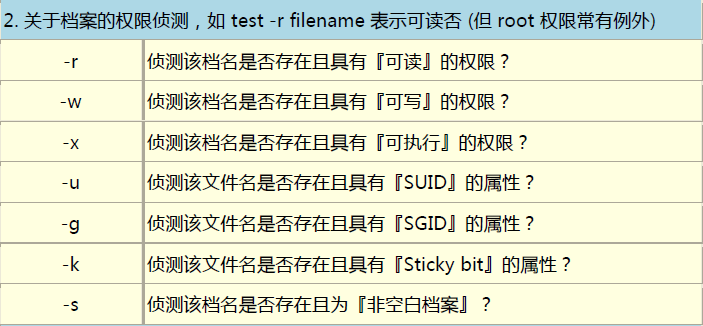 2. 关于档案的权限侦测，如 test -r filename 表示可读否 (但 root 权限常有例外)
-r 侦测该档名是否存在且具有『可读』的权限？
-w 侦测该档名是否存在且具有『可写』的权限？
-x 侦测该档名是否存在且具有『可执行』的权限？
-u 侦测该文件名是否存在且具有『SUID』的属性？
-g 侦测该文件名是否存在且具有『SGID』的属性？
-k 侦测该文件名是否存在且具有『Sticky bit』的属性？
-s 侦测该档名是否存在且为『非空白档案』？